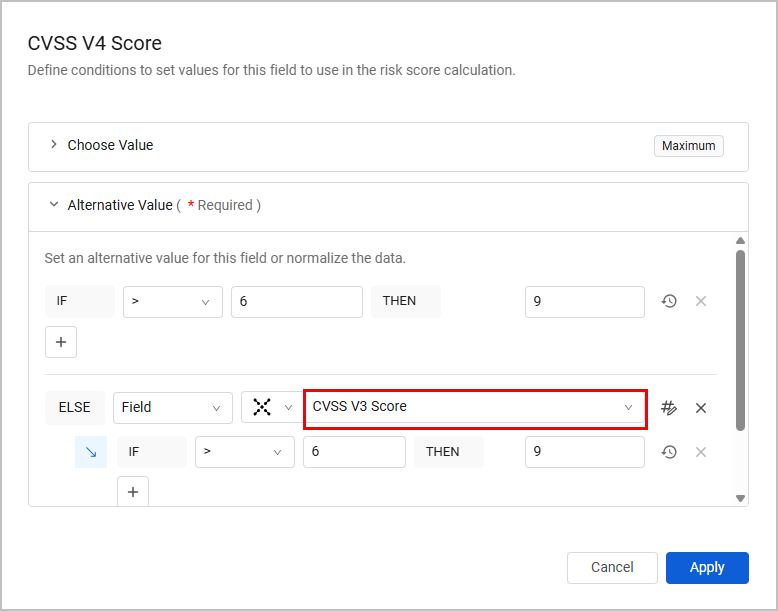 CVSS V4 Score
Define conditions to set values for this field to use in the risk score calculation.
Choose Value Maximum
Alternative Value ( * Required )
Set an alternative value for this field or normalize the data.
IF > 6 THEN 9
+
ELSE Field CVSS V3 Score
IF > 6 THEN 9
+
Cancel Apply